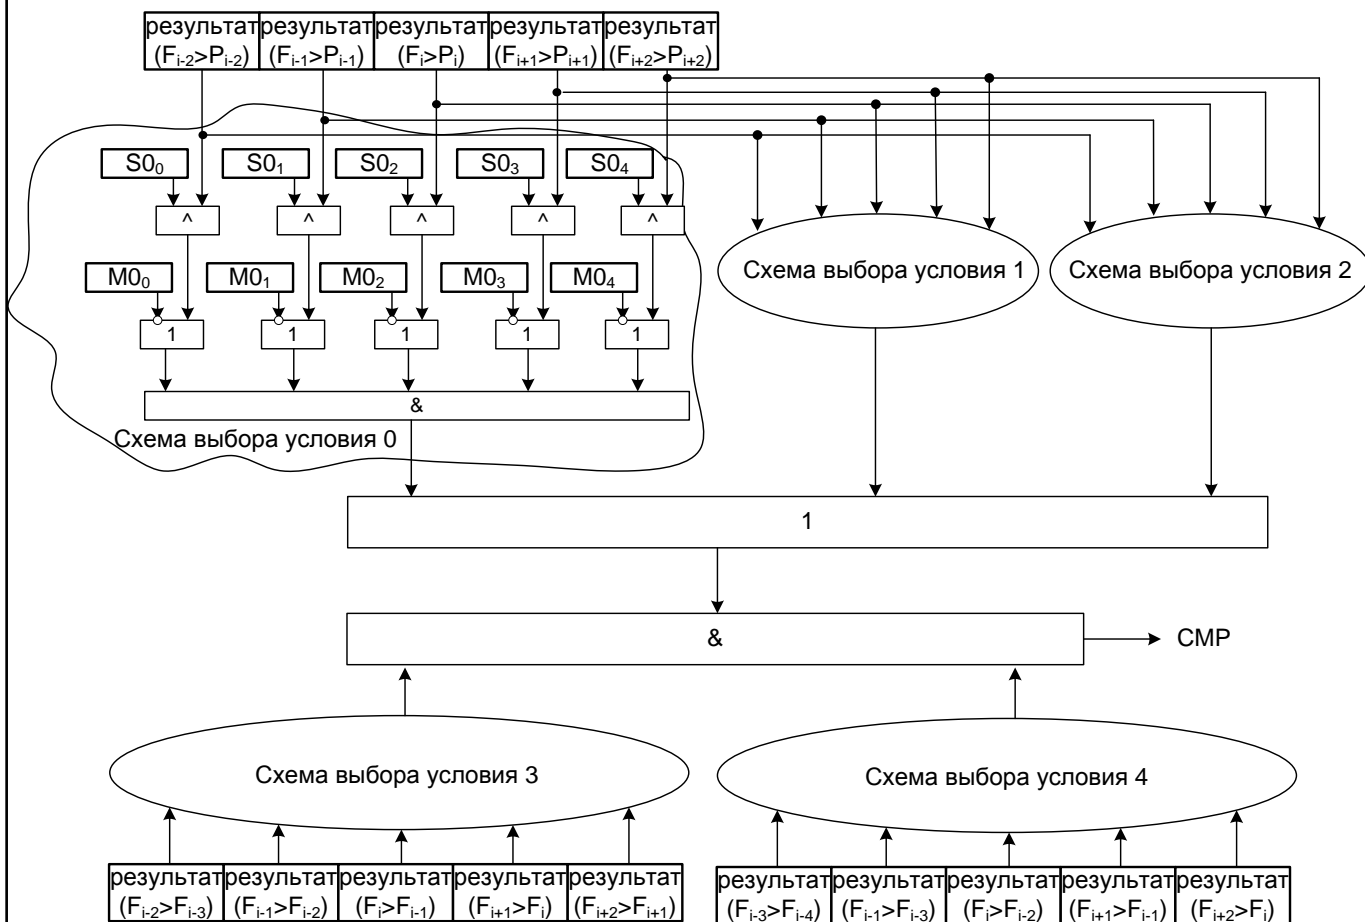 результат результат результат результат результат
(Fi-2>Pi-2) (Fi-1>Pi-1) (Fi>Pi) (Fi+1>Pi+1) (Fi+2>Pi+2)
S00 S01 S02 S03 S04
^ ^ ^ ^ ^
Схема выбора условия 1 Схема выбора условия 2
M00 M01 M02 M03 M04
1 1 1 1 1
&
Схема выбора условия 0
1
& CMP
Схема выбора условия 3 Схема выбора условия 4
результат результат результат результат результат результат результат результат результат результат
(Fi-2>Fi-3) (Fi-1>Fi-2) (Fi>Fi-1) (Fi+1>Fi) (Fi+2>Fi+1) (Fi-3>Fi-4) (Fi-1>Fi-3) (Fi>Fi-2) (Fi+1>Fi-1) (Fi+2>Fi)